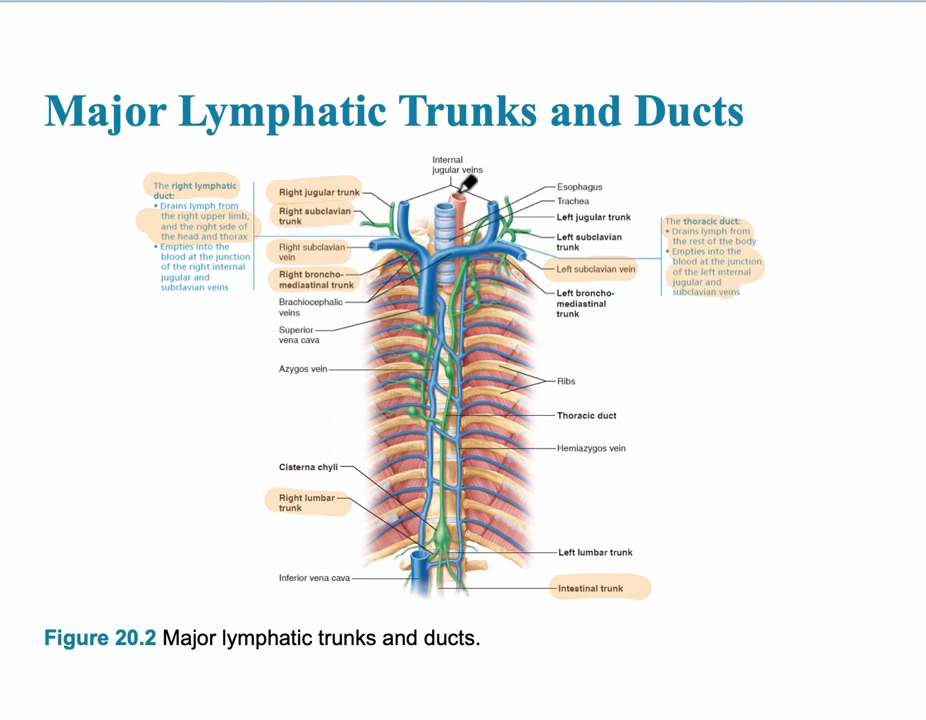 Major Lymphatic Trunks and Ducts
Internal
jugular veins
The right lymphatic
duct:
• Drains lymph from
the right upper limb,
and the right side of
the head and thorax
• Empties into the
blood at the junction
of the right internal
jugular and
subclavian veins
Right jugular trunk
Right subclavian
trunk
Right subclavian
vein
Right broncho-
mediastinal trunk
Brachiocephalic
veins
Superior
vena cava
Azygos vein
Cisterna chyli
Right lumbar
trunk
Inferior vena cava
Esophagus
Trachea
Left jugular trunk
Left subclavian
trunk
Left subclavian vein
Left broncho-
mediastinal
trunk
Ribs
Thoracic duct
Hemiazygos vein
Left lumbar trunk
Intestinal trunk
The thoracic duct:
• Drains lymph from
the rest of the body
• Empties into the
blood at the junction
of the left internal
jugular and
subclavian veins
Figure 20.2 Major lymphatic trunks and ducts.